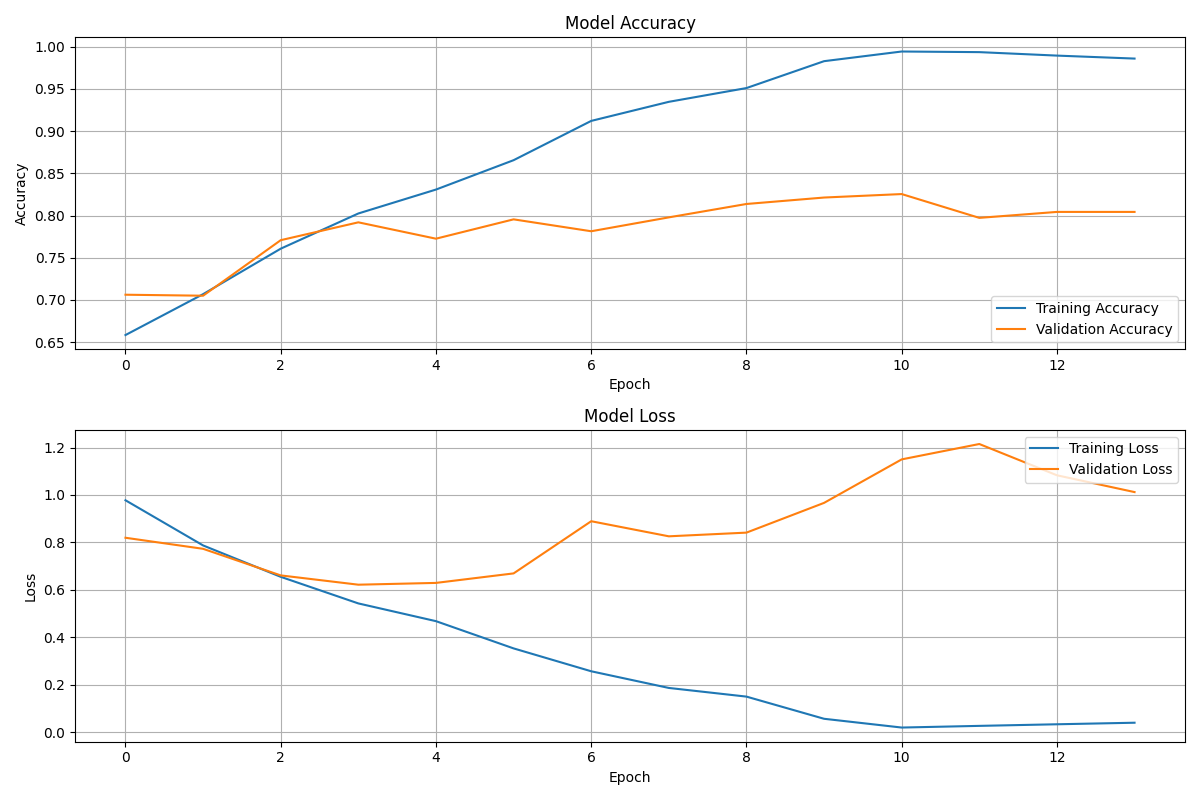 Model Accuracy
1.00
0.95
0.90
0.85
0.80
0.75
0.70
0.65
Accuracy
Training Accuracy
Validation Accuracy
0 2 4 6 8 10 12
Epoch
Model Loss
1.2
1.0
0.8
0.6
0.4
0.2
0.0
Loss
Training Loss
Validation Loss
0 2 4 6 8 10 12
Epoch